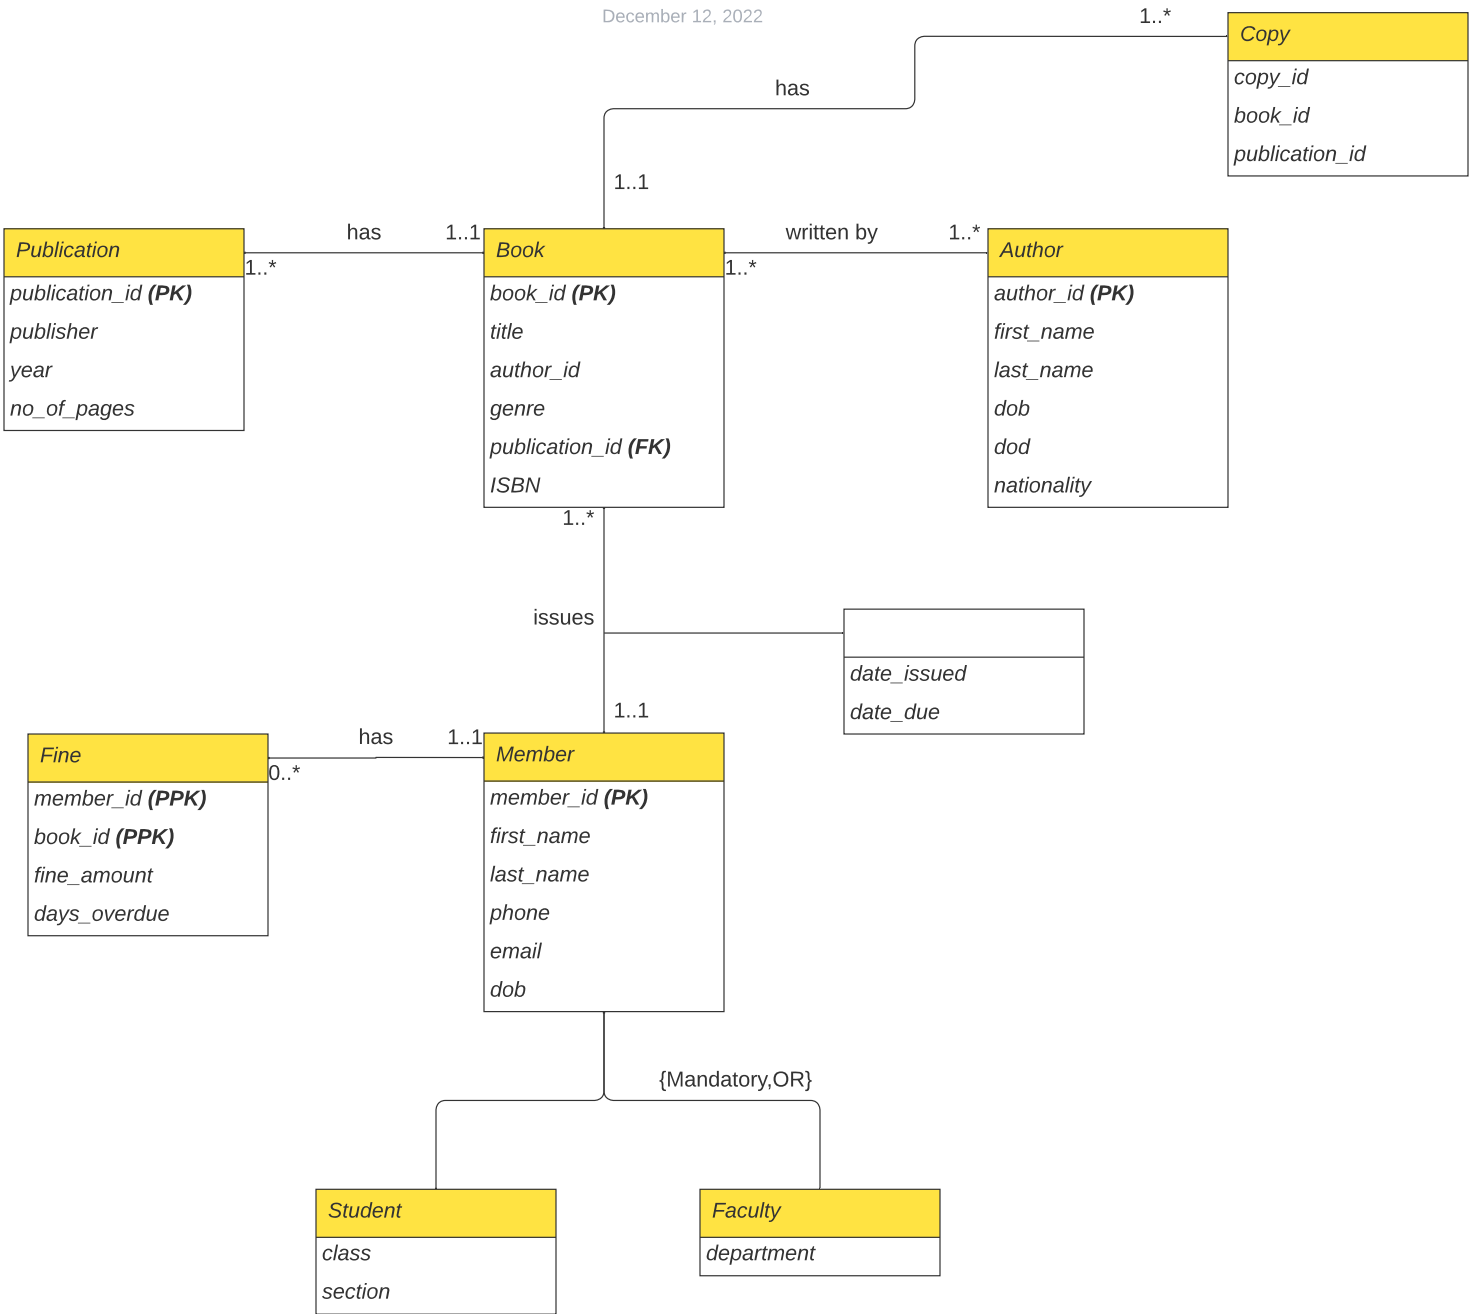 December 12, 2022
1..*
Copy
copy_id
book_id
publication_id
has
1..1
Publication
publication_id (PK)
publisher
year
no_of_pages
has
1..1
1..*
Book
book_id (PK)
title
author_id
genre
publication_id (FK)
ISBN
written by
1..*
1..*
Author
author_id (PK)
first_name
last_name
dob
dod
nationality
1..*
issues
date_issued
date_due
1..1
Fine
member_id (PPK)
book_id (PPK)
fine_amount
days_overdue
has
1..1
0..*
Member
member_id (PK)
first_name
last_name
phone
email
dob
{Mandatory,OR}
Student
class
section
Faculty
department